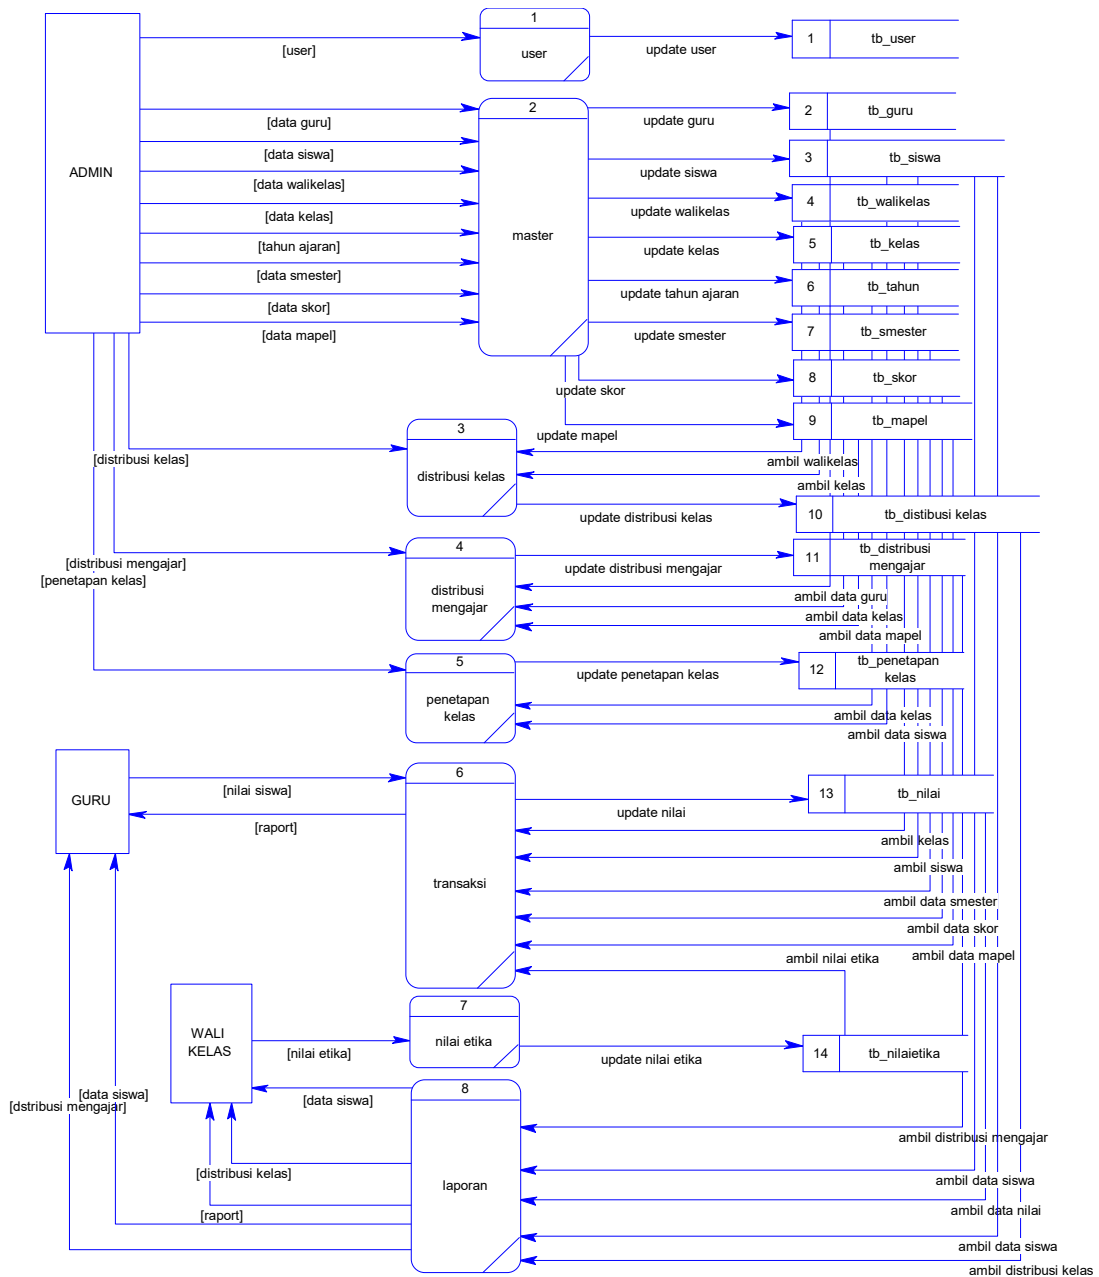 1
[user]
user
update user
1
tb_user
ADMIN
2
[data guru]
update guru
2
tb_guru
[data siswa]
update siswa
3
tb_siswa
[data walikelas]
update walikelas
4
tb_walikelas
[data kelas]
master
update kelas
5
tb_kelas
[tahun ajaran]
update tahun ajaran
6
tb_tahun
[data smester]
update smester
7
tb_smester
[data skor]
[data mapel]
update skor
8
tb_skor
update mapel
9
tb_mapel
3
[distribusi kelas]
distribusi kelas
ambil walikelas
ambil kelas
update distribusi kelas
10
tb_distibusi kelas
4
[distribusi mengajar]
[penetapan kelas]
distribusi
mengajar
update distribusi mengajar
11
tb_distribusi
mengajar
ambil data guru
ambil data kelas
ambil data mapel
5
penetapan
kelas
update penetapan kelas
12
tb_penetapan
kelas
ambil data kelas
ambil data siswa
GURU
[nilai siswa]
[raport]
6
transaksi
update nilai
13
tb_nilai
ambil kelas
ambil siswa
ambil data smester
ambil data skor
ambil data mapel
ambil nilai etika
WALI
KELAS
[nilai etika]
7
nilai etika
update nilai etika
14
tb_nilaietika
[data siswa]
[dstribusi mengajar]
[data siswa]
8
laporan
[distribusi kelas]
[raport]
ambil distribusi mengajar
ambil data siswa
ambil data nilai
ambil data siswa
ambil distribusi kelas